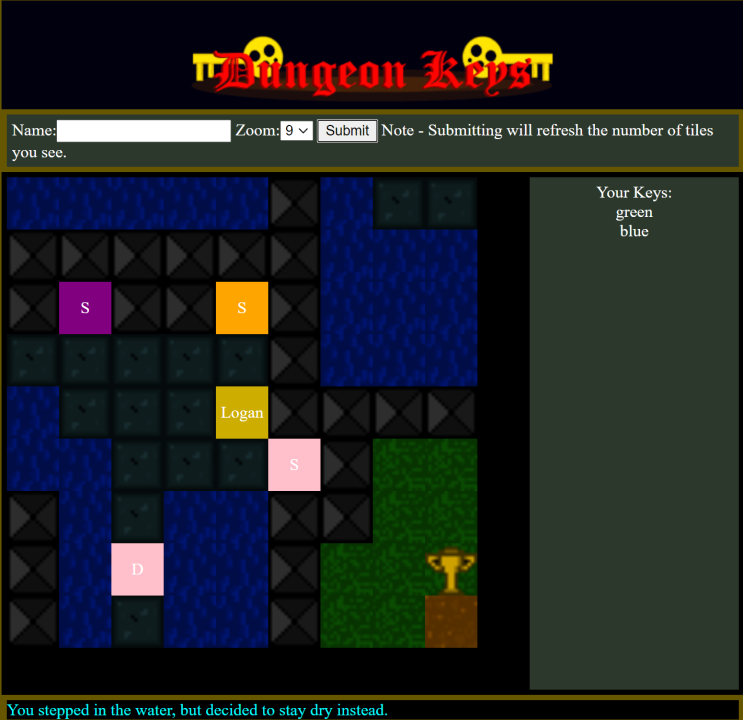 Dungeon Keys
Name: Zoom: 9 Submit Note - Submitting will refresh the number of tiles
you see.
Your Keys:
green
blue
S S
Logan
S
D
You stepped in the water, but decided to stay dry instead.